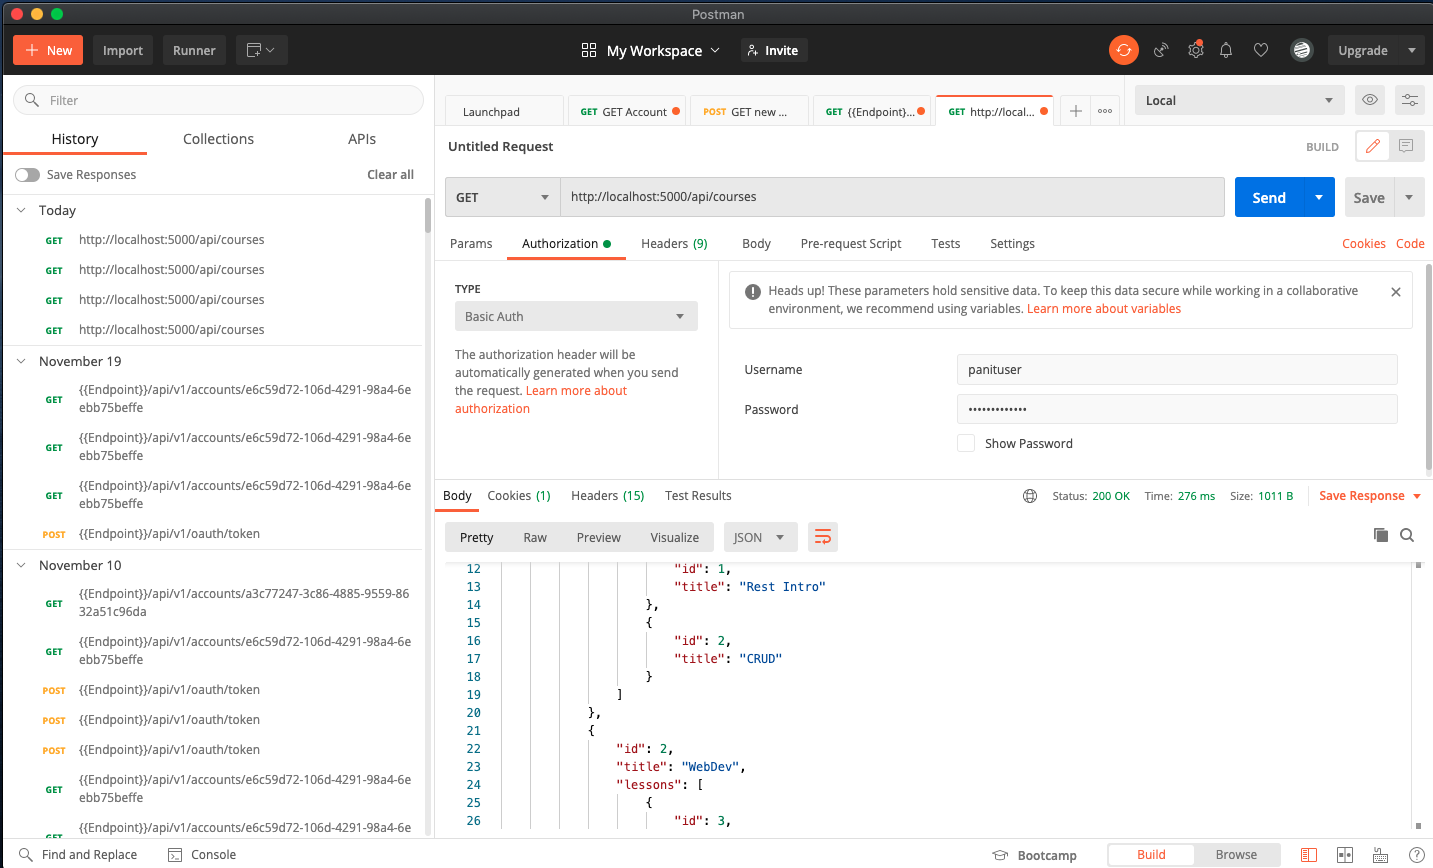 Postman
New
Import
Runner
My Workspace
Invite
Upgrade
Filter
History
Collections
APIs
Save Responses
Clear all
Today
GET http://localhost:5000/api/courses
GET http://localhost:5000/api/courses
GET http://localhost:5000/api/courses
GET http://localhost:5000/api/courses
November 19
GET {{Endpoint}}/api/v1/accounts/e6c59d72-106d-4291-98a4-6e
ebb75beffe
GET {{Endpoint}}/api/v1/accounts/e6c59d72-106d-4291-98a4-6e
ebb75beffe
GET {{Endpoint}}/api/v1/accounts/e6c59d72-106d-4291-98a4-6e
ebb75beffe
POST {{Endpoint}}/api/v1/oauth/token
November 10
GET {{Endpoint}}/api/v1/accounts/a3c77247-3c86-4885-9559-86
32a51c96da
GET {{Endpoint}}/api/v1/accounts/e6c59d72-106d-4291-98a4-6e
ebb75beffe
POST {{Endpoint}}/api/v1/oauth/token
POST {{Endpoint}}/api/v1/oauth/token
POST {{Endpoint}}/api/v1/oauth/token
GET {{Endpoint}}/api/v1/accounts/e6c59d72-106d-4291-98a4-6e
ebb75beffe
GET {{Endpoint}}/api/v1/accounts/e6c59d72-106d-4291-98a4-6e
Launchpad
GET GET Account
POST GET new ...
GET {{Endpoint}...
GET http://local...
Local
Untitled Request
BUILD
GET
http://localhost:5000/api/courses
Send
Save
Params
Authorization
Headers (9)
Body
Pre-request Script
Tests
Settings
Cookies
Code
TYPE
Basic Auth
The authorization header will be
automatically generated when you send
the request. Learn more about
authorization
Heads up! These parameters hold sensitive data. To keep this data secure while working in a collaborative
environment, we recommend using variables. Learn more about variables
Username
panituser
Password
•••••••••••••
Show Password
Body
Cookies (1)
Headers (15)
Test Results
Status: 200 OK
Time: 276 ms
Size: 1011 B
Save Response
Pretty
Raw
Preview
Visualize
JSON
12 "id": 1,
13 "title": "Rest Intro"
14 },
15 {
16 "id": 2,
17 "title": "CRUD"
18 }
19 ]
20 },
21 {
22 "id": 2,
23 "title": "WebDev",
24 "lessons": [
25 {
26 "id": 3,
Find and Replace
Console
Bootcamp
Build
Browse